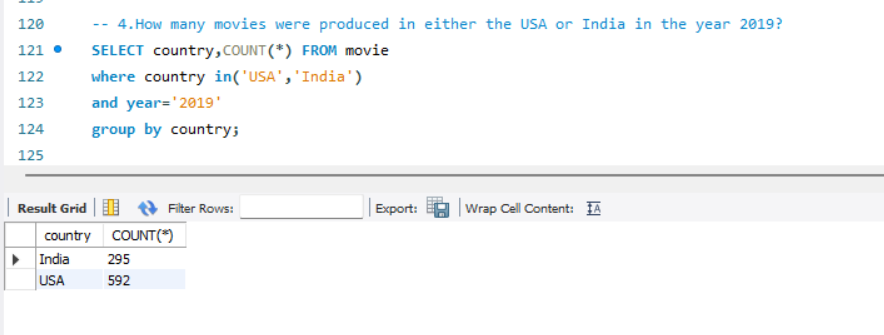 119
120 -- 4.How many movies were produced in either the USA or India in the year 2019?
121 SELECT country,COUNT(*) FROM movie
122 where country in('USA','India')
123 and year='2019'
124 group by country;
125
Result Grid Filter Rows: Export: Wrap Cell Content: IA
country COUNT(*)
India 295
USA 592